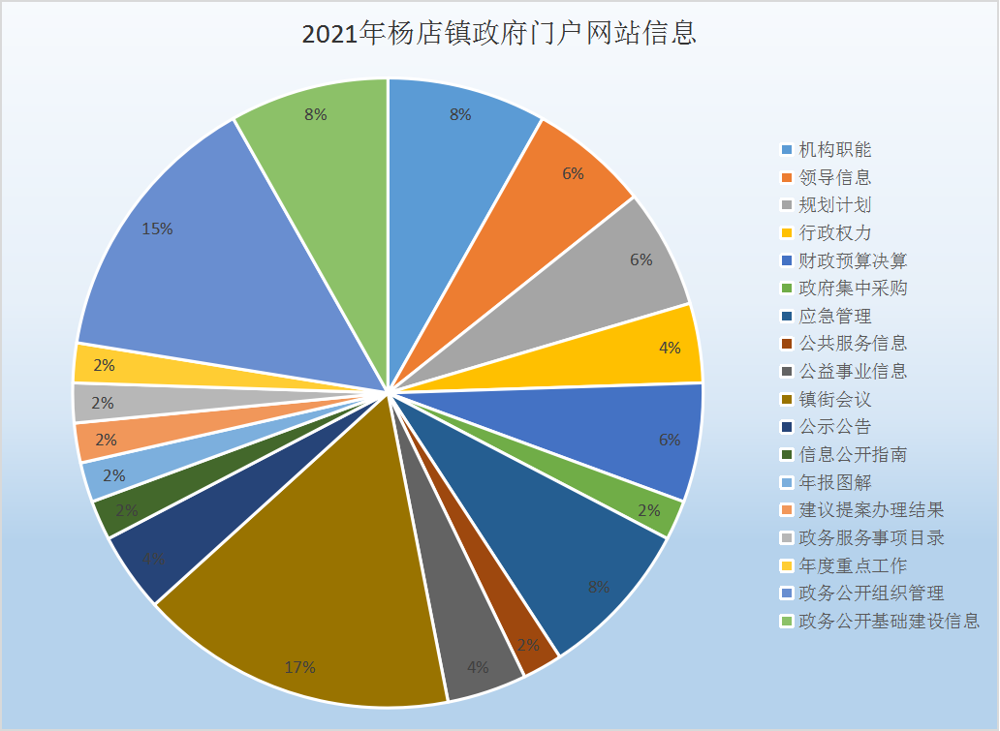 2021年杨店镇政府门户网站信息
8%
8%
6%
6%
15%
4%
2%
2%
2%
6%
2%
2%
2%
4%
8%
2%
4%
17%
机构职能
领导信息
规划计划
行政权力
财政预算决算
政府集中采购
应急管理
公共服务信息
公益事业信息
镇街会议
公示公告
信息公开指南
年报图解
建议提案办理结果
政务服务事项目录
年度重点工作
政务公开组织管理
政务公开基础建设信息